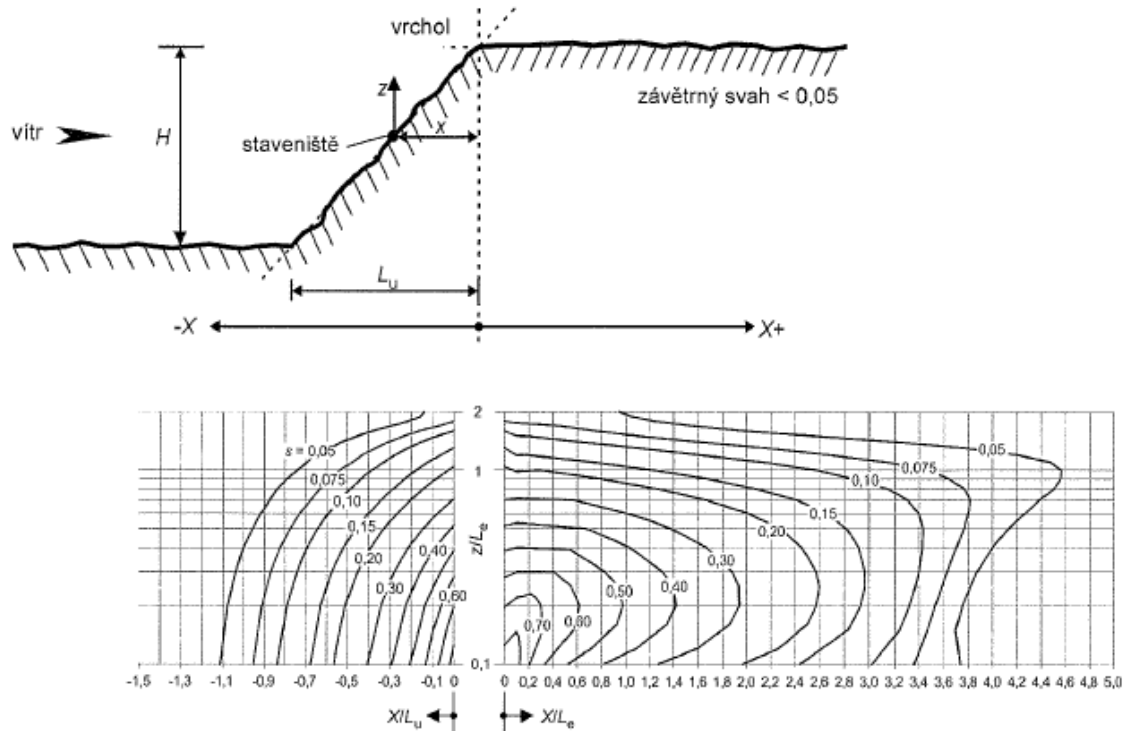 vrchol
závětrný svah < 0,05
z
vítr
H
x
staveniště
Lu
-X X+
2
s = 0,05
0,05
0,075
0,075
1
0,10
0,10
0,15
0,15
z/Le
0,20
0,20
0,40
0,30
0,30
0,40
0,50
0,60
0,60
0,70
0,1
-1,5 -1,3 -1,1 -0,9 -0,7 -0,5 -0,3 -0,1 0
0 0,2 0,4 0,6 0,8 1,0 1,2 1,4 1,6 1,8 2,0 2,2 2,4 2,6 2,8 3,0 3,2 3,4 3,6 3,8 4,0 4,2 4,4 4,6 4,8 5,0
X/Lu X/Le